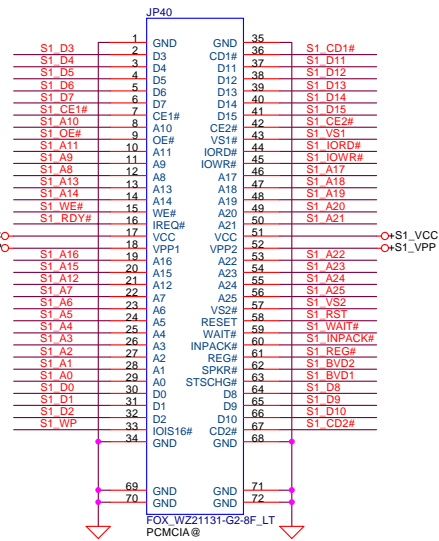 JP40
1 GND GND 35
S1_D3 2 D3 CD1# 36 S1_CD1#
S1_D4 3 D4 D11 37 S1_D11
S1_D5 4 D5 D12 38 S1_D12
S1_D6 5 D6 D13 39 S1_D13
S1_D7 6 D7 D14 40 S1_D14
S1_CE1# 7 CE1# D15 41 S1_D15
S1_A10 8 A10 CE2# 42 S1_CE2#
S1_OE# 9 OE# VS1# 43 S1_VS1
S1_A11 10 A11 IORD# 44 S1_IORD#
S1_A9 11 A9 IOWR# 45 S1_IOWR#
S1_A8 12 A8 A17 46 S1_A17
S1_A13 13 A13 A18 47 S1_A18
S1_A14 14 A14 A19 48 S1_A19
S1_WE# 15 WE# A20 49 S1_A20
S1_RDY# 16 IREQ# A21 50 S1_A21
17 VCC VCC 51 +S1_VCC
18 VPP1 VPP2 52 +S1_VPP
S1_A16 19 A16 A22 53 S1_A22
S1_A15 20 A15 A23 54 S1_A23
S1_A12 21 A12 A24 55 S1_A24
S1_A7 22 A7 A25 56 S1_A25
S1_A6 23 A6 VS2# 57 S1_VS2
S1_A5 24 A5 RESET 58 S1_RST
S1_A4 25 A4 WAIT# 59 S1_WAIT#
S1_A3 26 A3 INPACK# 60 S1_INPACK#
S1_A2 27 A2 REG# 61 S1_REG#
S1_A1 28 A1 SPKR# 62 S1_BVD2
S1_A0 29 A0 STSCHG# 63 S1_BVD1
S1_D0 30 D0 D8 64 S1_D8
S1_D1 31 D1 D9 65 S1_D9
S1_D2 32 D2 D10 66 S1_D10
S1_WP 33 IOIS16# CD2# 67 S1_CD2#
34 GND GND 68
69 GND GND 71
70 GND GND 72
FOX_WZ21131-G2-8F_LT
PCMCIA@